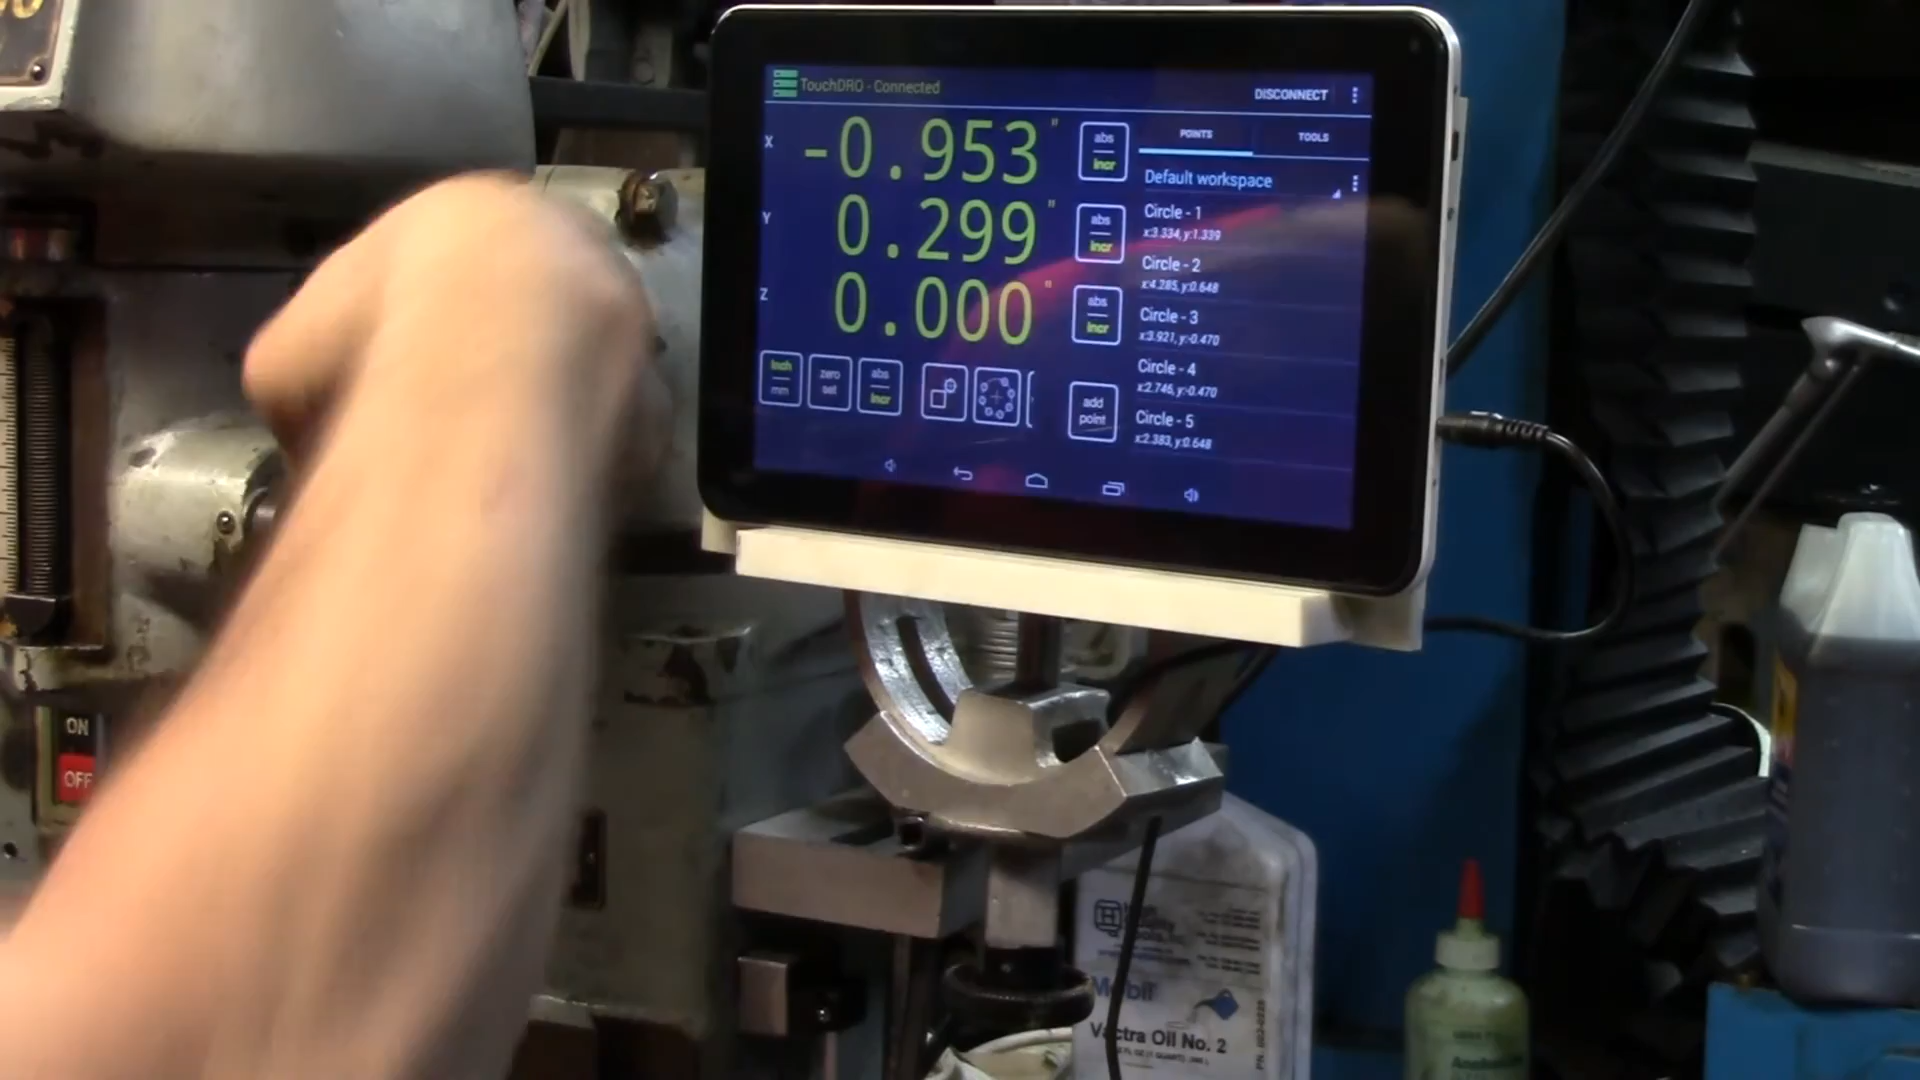 TouchDRO - Connected
DISCONNECT
X
-0.953"
abs
incr
Y
0.299"
abs
incr
Z
0.000"
abs
incr
inch
mm
zero
set
abs
incr
add
point
POINTS
TOOLS
Default workspace
Circle - 1
x:3.334, y:1.339
Circle - 2
x:4.285, y:0.648
Circle - 3
x:3.921, y:-0.470
Circle - 4
x:2.746, y:-0.470
Circle - 5
x:2.383, y:0.648
ON
OFF
Mobil
Vactra Oil No. 2